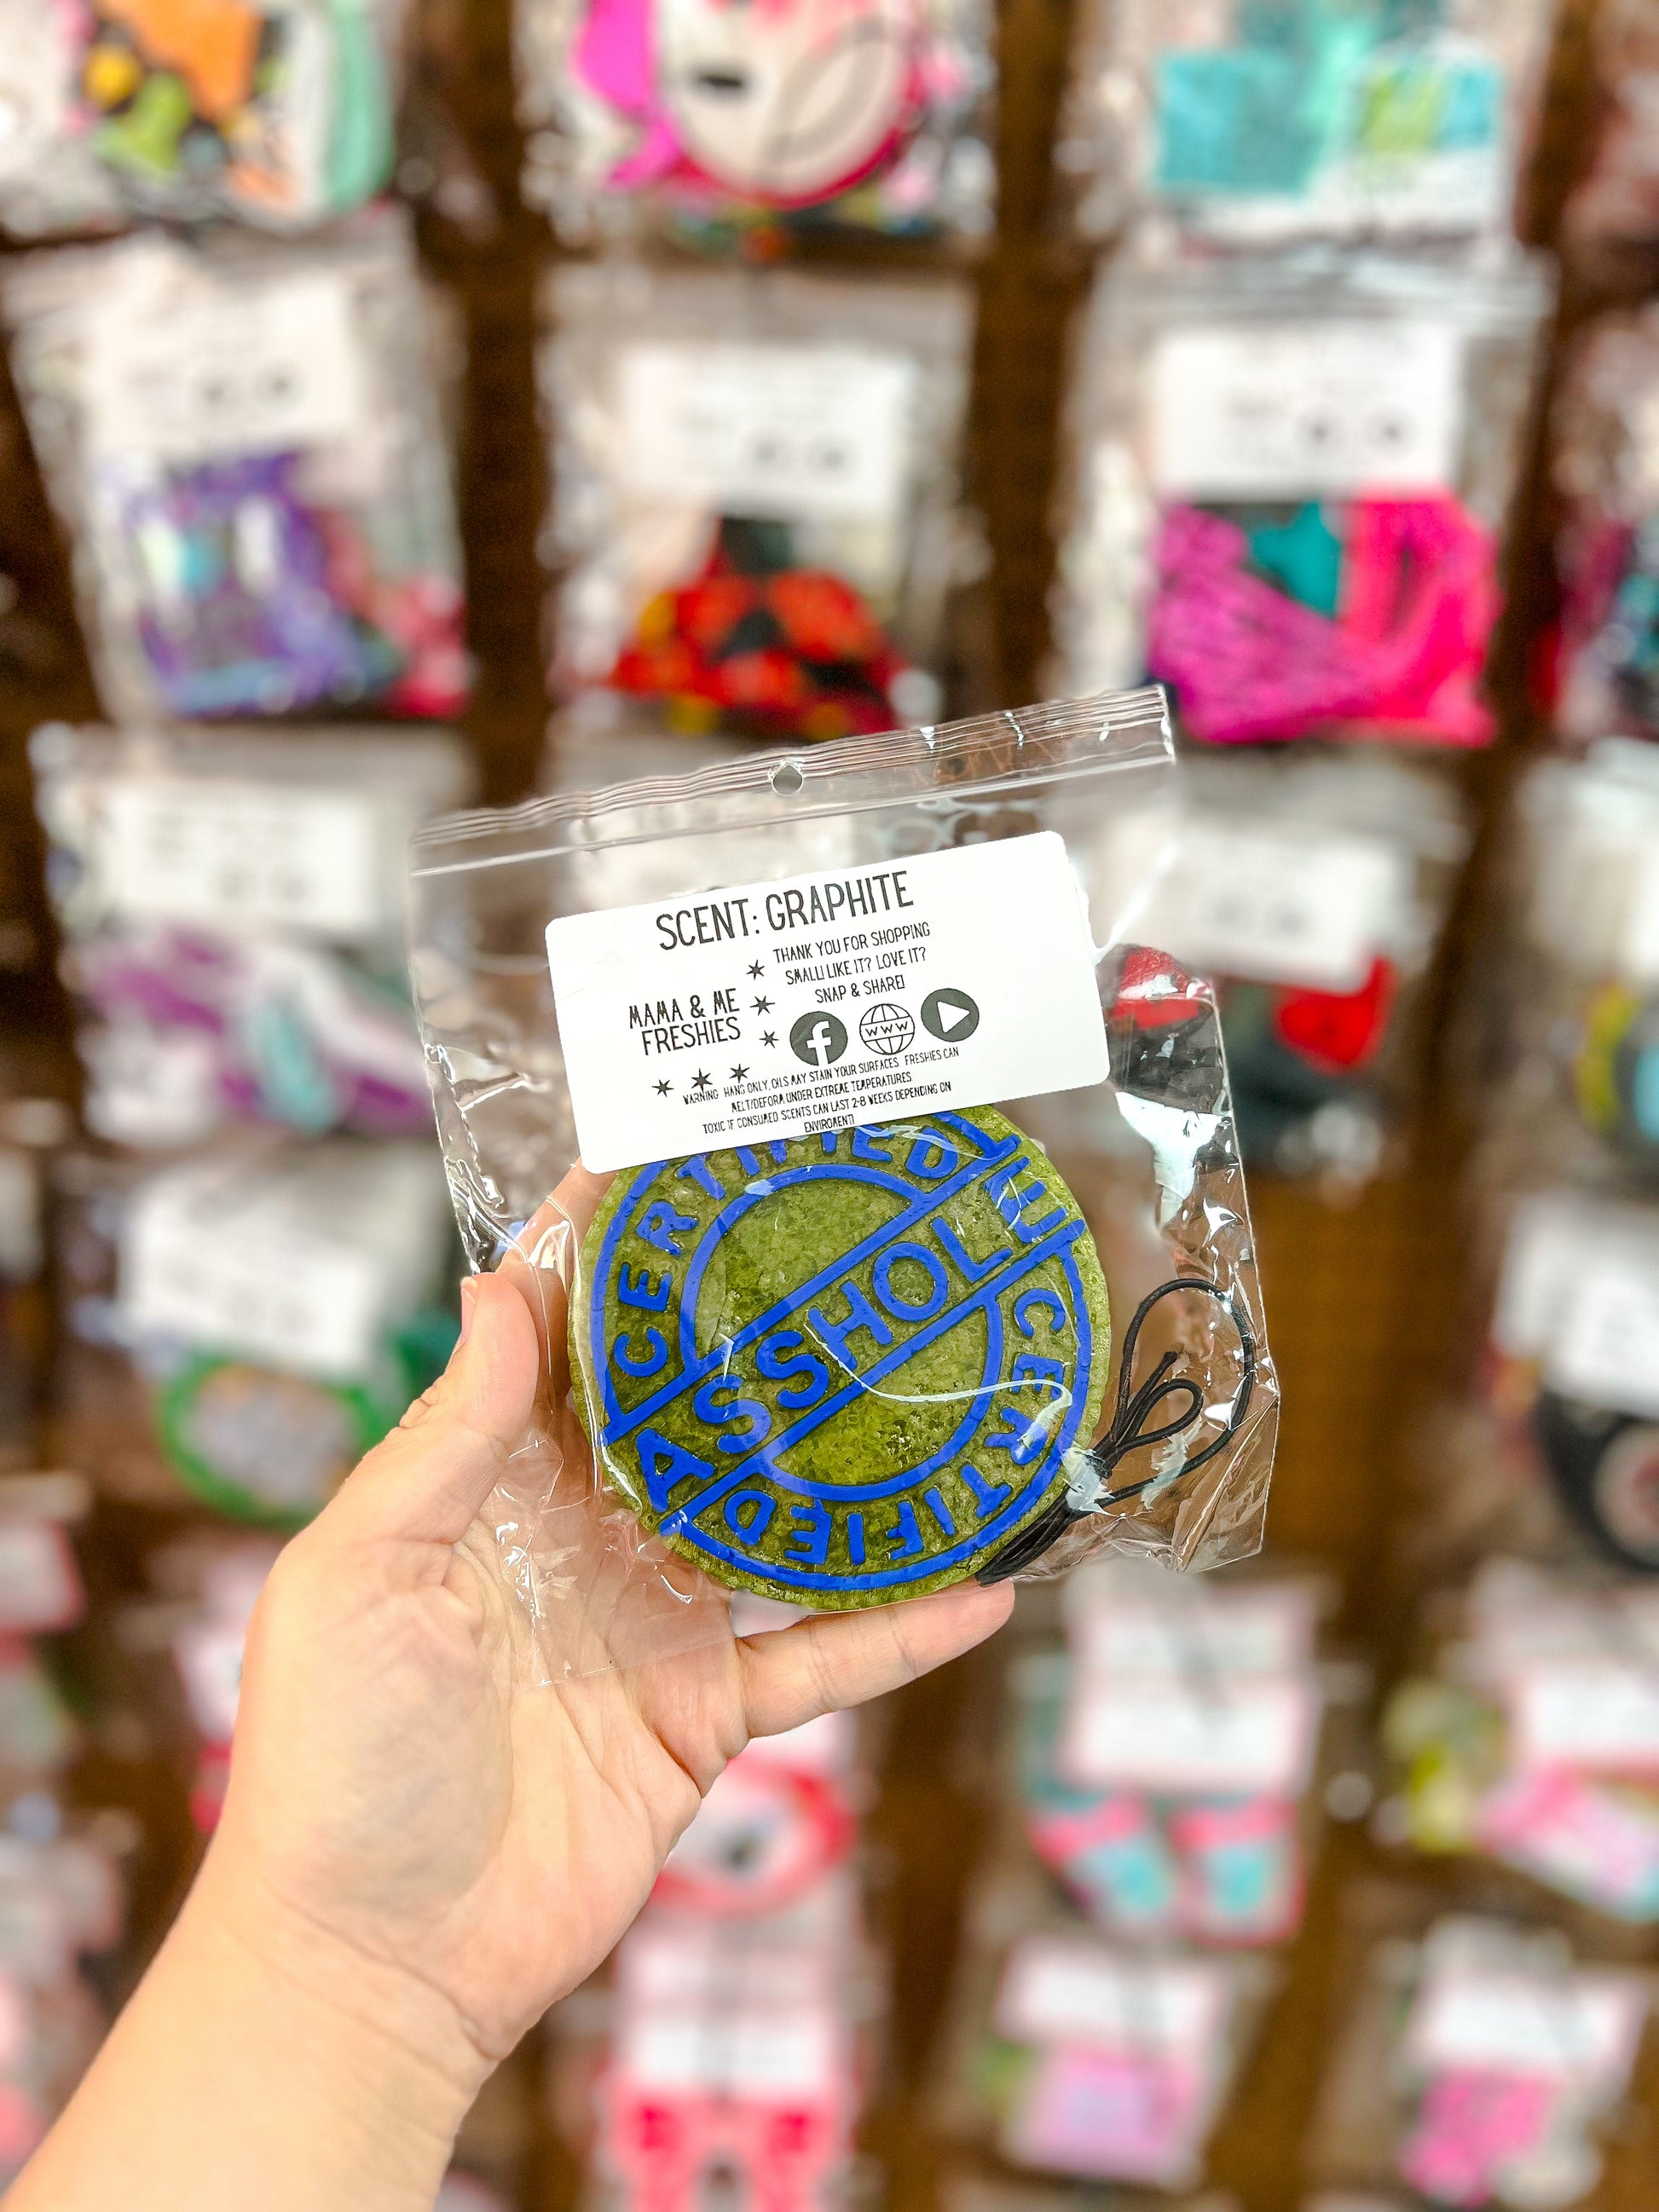 SCENT: GRAPHITE
THANK YOU FOR SHOPPING
SMALL! LIKE IT? LOVE IT?
SNAP & SHARE
MAMA & ME
FRESHIES
WWW
WARNING HANG ONLY, OILS MAY STAIN YOUR SURFACES FRESHIES CAN
MELT/DEFORM UNDER EXTREME TEMPERATURES
TOXIC IF CONSUMED SCENTS CAN LAST 2-8 WEEKS DEPENDING ON
ENVIROMENT!
CERTIFIED
ASSHOLE
CERTIFIED